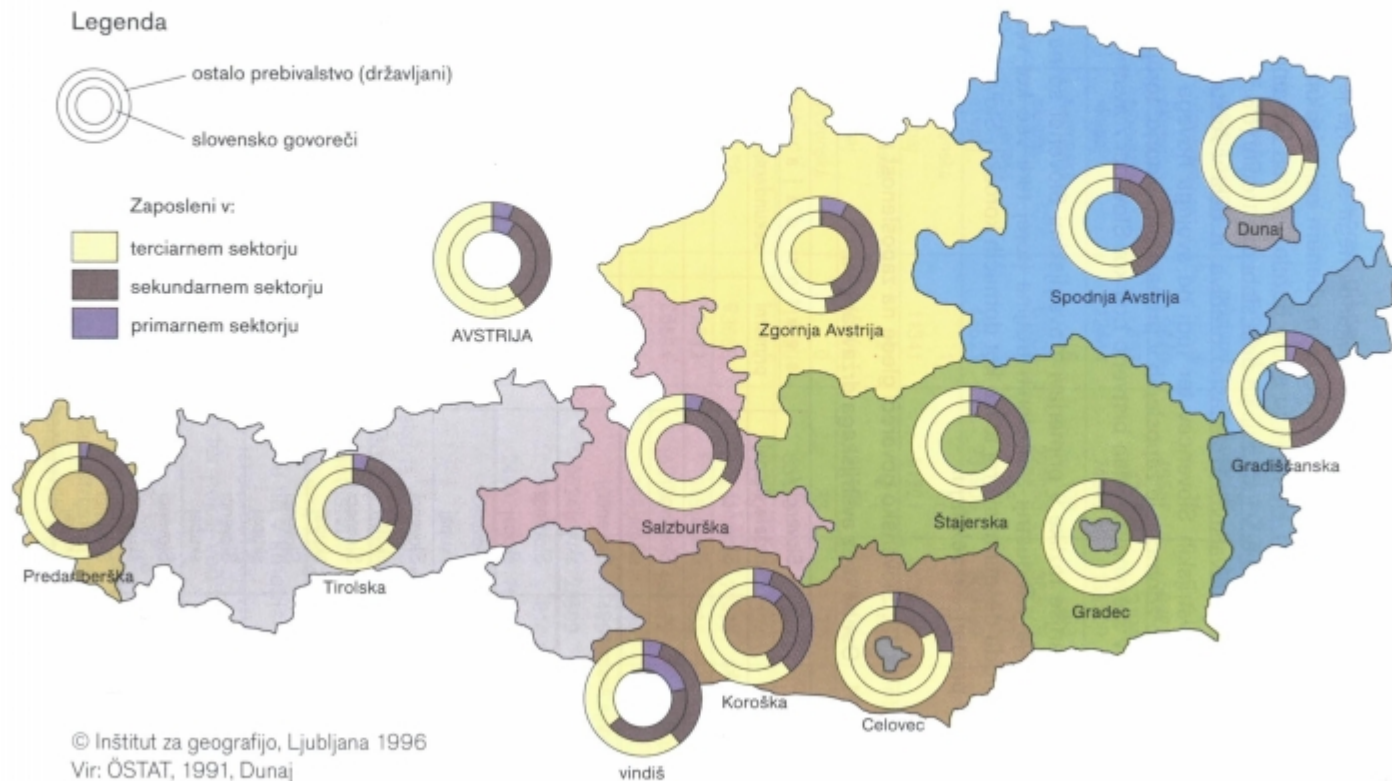 Legenda
ostalo prebivalstvo (državljani)
slovensko govoreči
Zaposleni v:
terciarnem sektorju
sekundarnem sektorju
primarnem sektorju
AVSTRIJA
Zgornja Avstrija
Spodnja Avstrija
Dunaj
Gradiščanska
Predarlberška
Tirolska
Salzburška
Štajerska
Gradec
Koroška
Celovec
vindiš
© Inštitut za geografijo, Ljubljana 1996
Vir: ÖSTAT, 1991, Dunaj